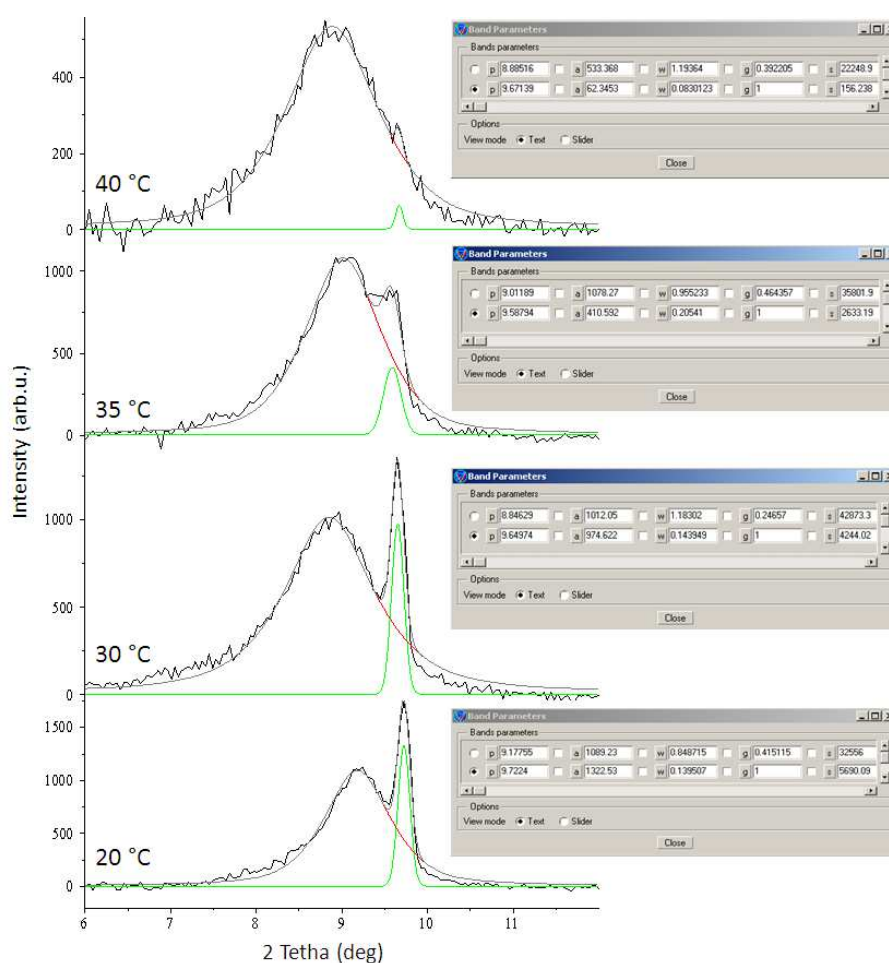 Intensity (arb.u.)
400
200
0
40 °C
Band Parameters
Bands parameters
p 8.88516 a 533.368 w 1.19364 g 0.392205 s 22248.9
p 9.67139 a 62.3453 w 0.0830123 g 1 s 156.238
Options
View mode Text Slider
Close
1000
500
0
35 °C
Band Parameters
Bands parameters
p 9.01189 a 1078.27 w 0.955233 g 0.464357 s 35801.9
p 9.58794 a 410.592 w 0.20541 g 1 s 2633.19
Options
View mode Text Slider
Close
1000
500
0
30 °C
Band Parameters
Bands parameters
p 8.84629 a 1012.05 w 1.18302 g 0.24657 s 42873.3
p 9.64974 a 974.622 w 0.143949 g 1 s 4244.02
Options
View mode Text Slider
Close
1500
1000
500
0
20 °C
Band Parameters
Bands parameters
p 9.17755 a 1089.23 w 0.848715 g 0.415115 s 32556
p 9.7224 a 1322.53 w 0.139507 g 1 s 5690.09
Options
View mode Text Slider
Close
6 7 8 9 10 11
2 Tetha (deg)